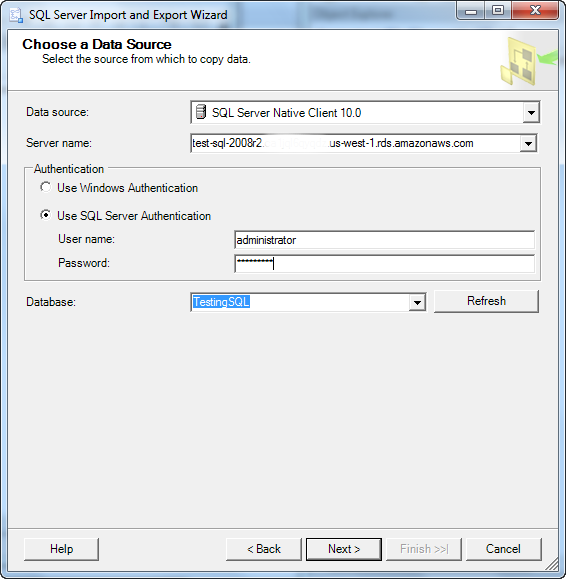 SQL Server Import and Export Wizard
Choose a Data Source
Select the source from which to copy data.
Data source:
SQL Server Native Client 10.0
Server name:
test-sql-2008r2. us-west-1.rds.amazonaws.com
Authentication
Use Windows Authentication
Use SQL Server Authentication
User name:
administrator
Password:
*********
Database:
TestingSQL
Refresh
Help
< Back
Next >
Finish >>|
Cancel